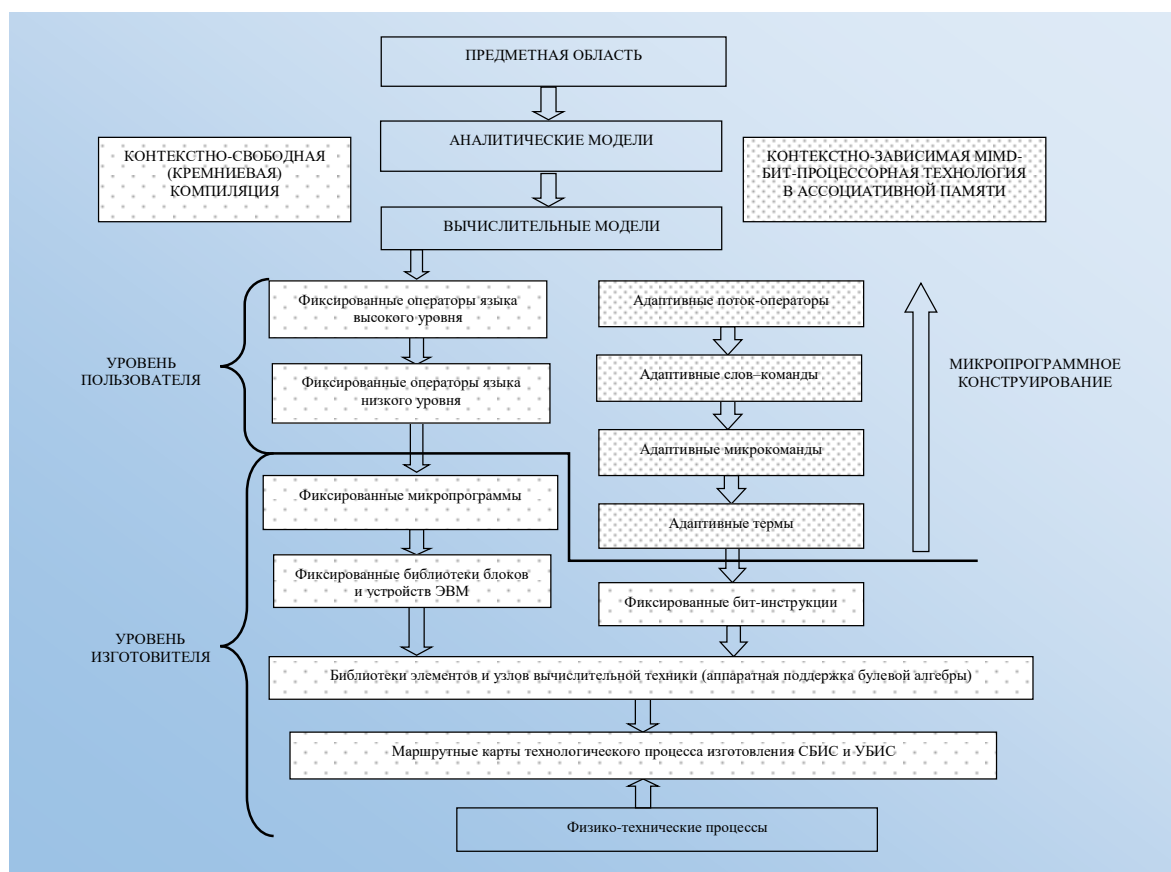 ПРЕДМЕТНАЯ ОБЛАСТЬ
АНАЛИТИЧЕСКИЕ МОДЕЛИ
КОНТЕКСТНО-СВОБОДНАЯ
(КРЕМНИЕВАЯ)
КОМПИЛЯЦИЯ
КОНТЕКСТНО-ЗАВИСИМАЯ MIMD-
БИТ-ПРОЦЕССОРНАЯ ТЕХНОЛОГИЯ
В АССОЦИАТИВНОЙ ПАМЯТИ
ВЫЧИСЛИТЕЛЬНЫЕ МОДЕЛИ
Фиксированные операторы языка
высокого уровня
Адаптивные поток-операторы
УРОВЕНЬ
ПОЛЬЗОВАТЕЛЯ
Фиксированные операторы языка
низкого уровня
Адаптивные слов–команды
МИКРОПРОГРАММНОЕ
КОНСТРУИРОВАНИЕ
Адаптивные микрокоманды
Фиксированные микропрограммы
Адаптивные термы
Фиксированные библиотеки блоков
и устройств ЭВМ
Фиксированные бит-инструкции
УРОВЕНЬ
ИЗГОТОВИТЕЛЯ
Библиотеки элементов и узлов вычислительной техники (аппаратная поддержка булевой алгебры)
Маршрутные карты технологического процесса изготовления СБИС и УБИС
Физико-технические процессы